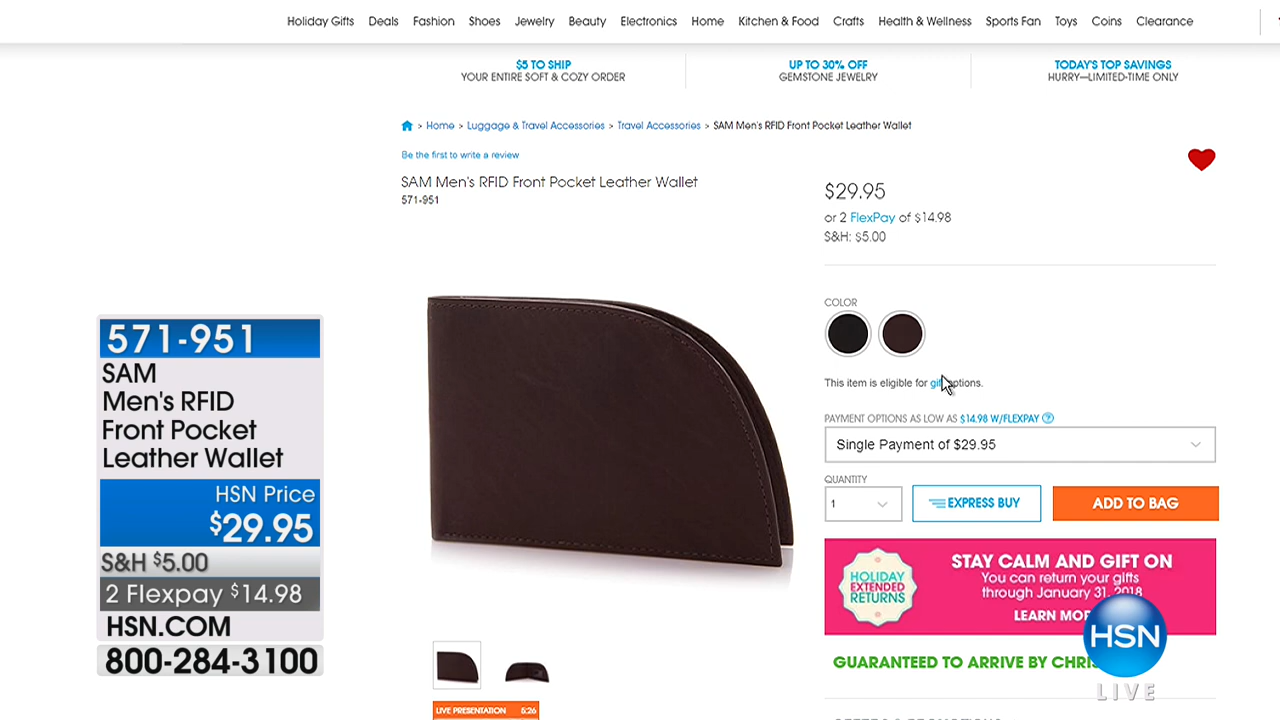 Holiday Gifts Deals Fashion Shoes Jewelry Beauty Electronics Home Kitchen & Food Crafts Health & Wellness Sports Fan Toys Coins Clearance
$5 TO SHIP
YOUR ENTIRE SOFT & COZY ORDER
UP TO 30% OFF
GEMSTONE JEWELRY
TODAY'S TOP SAVINGS
HURRY—LIMITED-TIME ONLY
> Home > Luggage & Travel Accessories > Travel Accessories > SAM Men's RFID Front Pocket Leather Wallet
Be the first to write a review
SAM Men's RFID Front Pocket Leather Wallet
571-951
$29.95
or 2 FlexPay of $14.98
S&H: $5.00
COLOR
This item is eligible for gift options.
PAYMENT OPTIONS AS LOW AS $14.98 W/FLEXPAY ?
Single Payment of $29.95
QUANTITY
1
EXPRESS BUY
ADD TO BAG
HOLIDAY
EXTENDED
RETURNS
STAY CALM AND GIFT ON
You can return your gifts
through January 31, 2018
LEARN MOR
GUARANTEED TO ARRIVE BY CHRIS
571-951
SAM
Men's RFID
Front Pocket
Leather Wallet
HSN Price
$29.95
S&H $5.00
2 Flexpay $14.98
HSN.COM
800-284-3100
LIVE PRESENTATION 5:26
HSN
LIVE